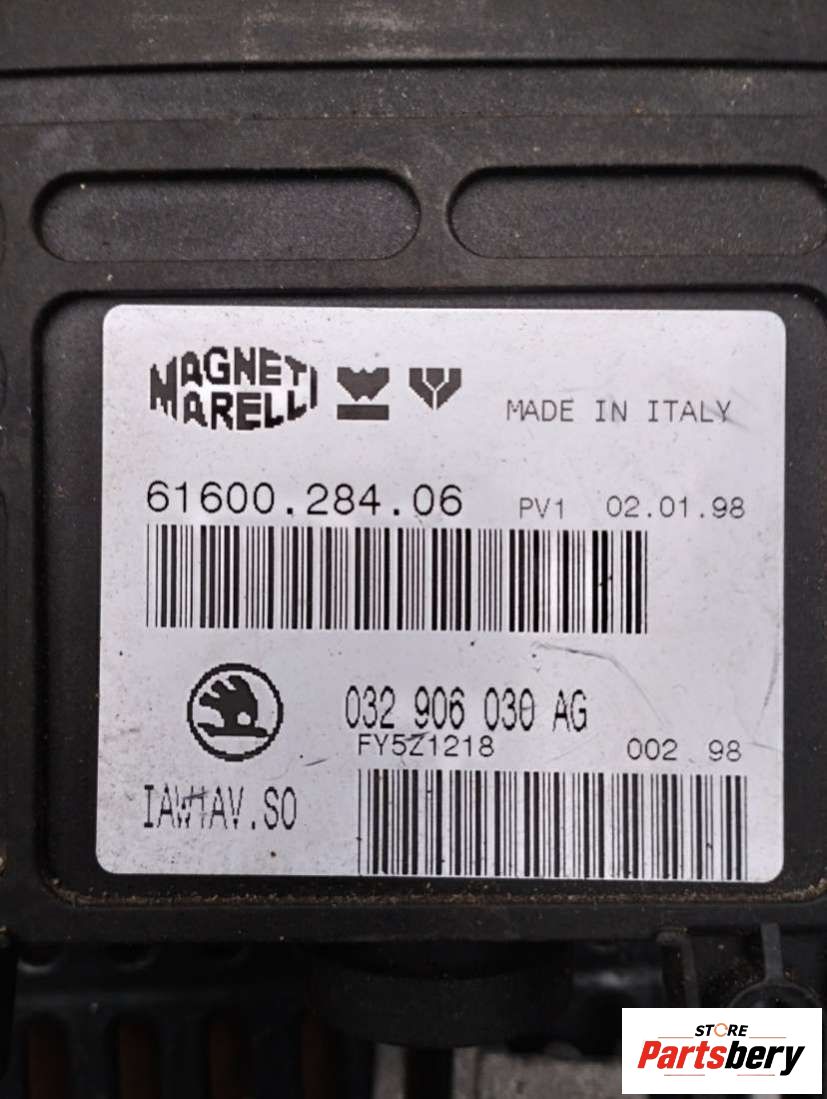 MAGNETI
MARELLI
MADE IN ITALY
61600.284.06 PV1 02.01.98
032 906 030 AG
FY5Z1218 002 98
IAW1AV.S0
STORE
Partsbery